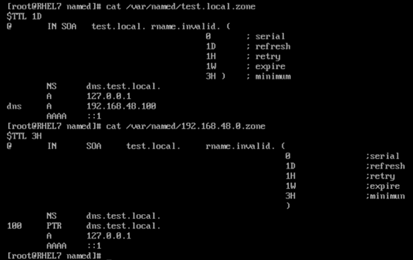 [root@RHEL7 named]# cat /var/named/test.local.zone
$TTL 1D
@ IN SOA test.local. rname.invalid. (
0 ; serial
1D ; refresh
1H ; retry
1W ; expire
3H ) ; minimum
NS dns.test.local.
A 127.0.0.1
dns A 192.168.48.100
AAAA ::1
[root@RHEL7 named]# cat /var/named/192.168.48.0.zone
$TTL 3H
@ IN SOA test.local. rname.invalid. (
0 ;serial
1D ;refresh
1H ;retry
1W ;expire
3H ;minimun
)
NS dns.test.local.
100 PTR dns.test.local.
A 127.0.0.1
AAAA ::1
[root@RHEL7 named]#